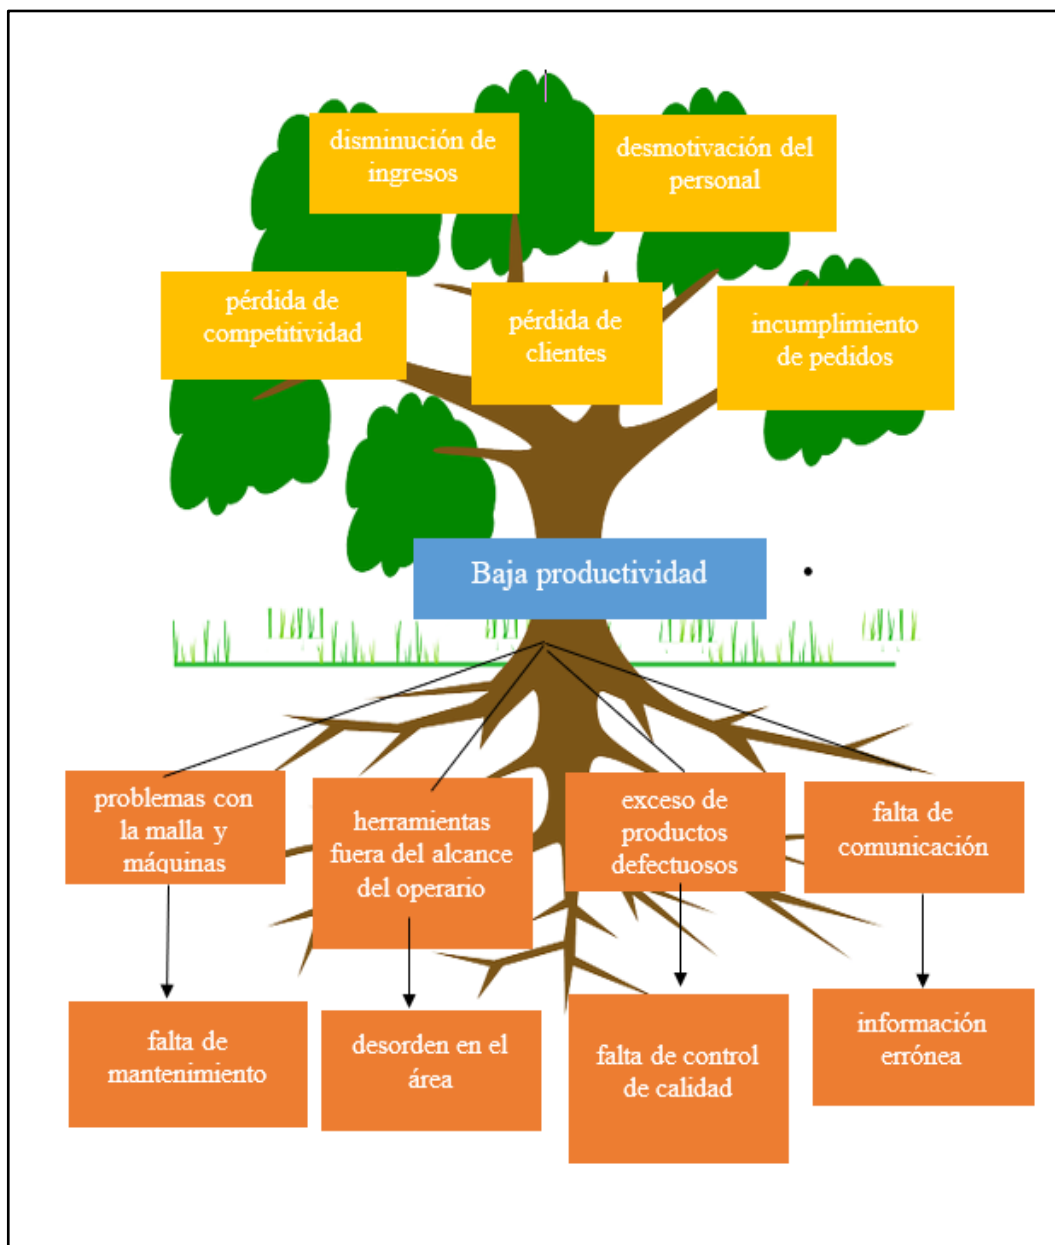 disminución de
ingresos
desmotivación del
personal
pérdida de
competitividad
pérdida de
clientes
incumplimiento
de pedidos
Baja productividad
problemas con
la malla y
máquinas
herramientas
fuera del alcance
del operario
exceso de
productos
defectuosos
falta de
comunicación
falta de
mantenimiento
desorden en el
área
falta de control
de calidad
información
errónea